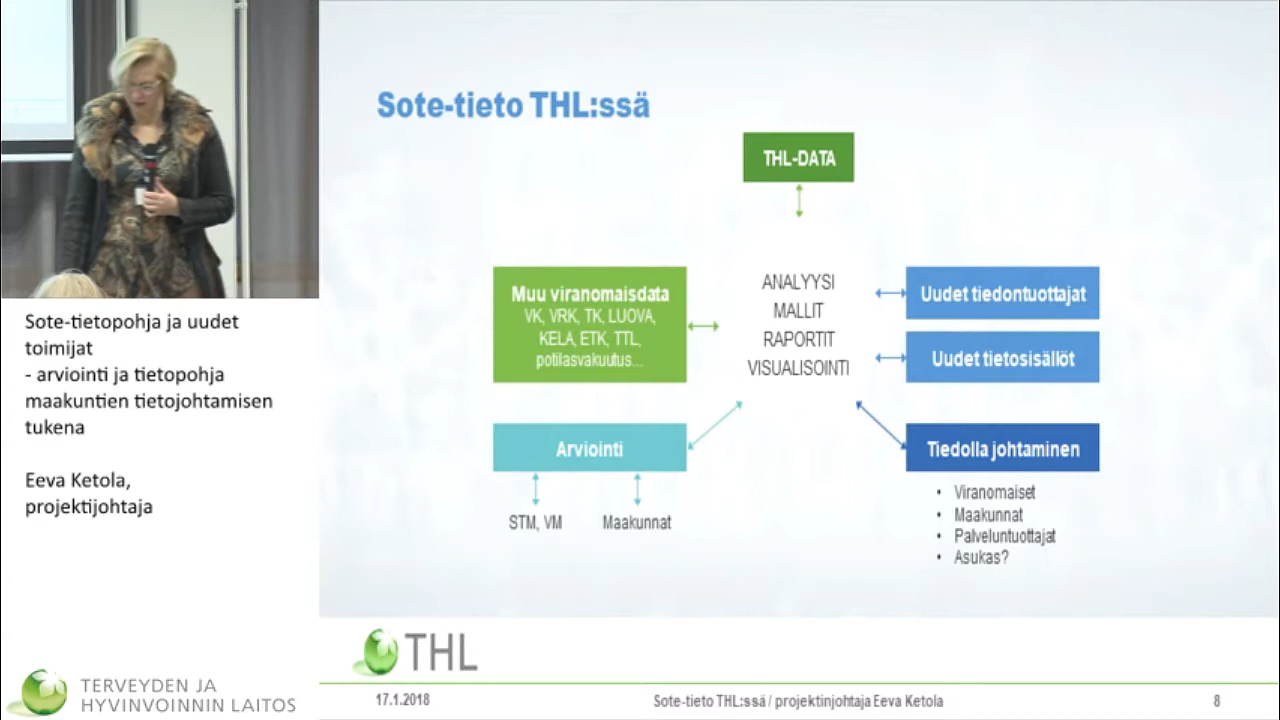 Sote-tietopohja ja uudet
toimijat
- arviointi ja tietopohja
maakuntien tietojohtamisen
tukena
Eeva Ketola,
projektijohtaja
TERVEYDEN JA
HYVINVOINNIN LAITOS
Sote-tieto THL:ssä
THL-DATA
Muu viranomaisdata
VK, VRK, TK, LUOVA,
KELA, ETK, TTL,
potilasvakuutus...
ANALYYSI
MALLIT
RAPORTIT
VISUALISOINTI
Uudet tiedontuottajat
Uudet tietosisällöt
Arviointi
STM, VM
Maakunnat
Tiedolla johtaminen
• Viranomaiset
• Maakunnat
• Palveluntuottajat
• Asukas?
THL
17.1.2018
Sote-tieto THL:ssä / projektinjohtaja Eeva Ketola
8